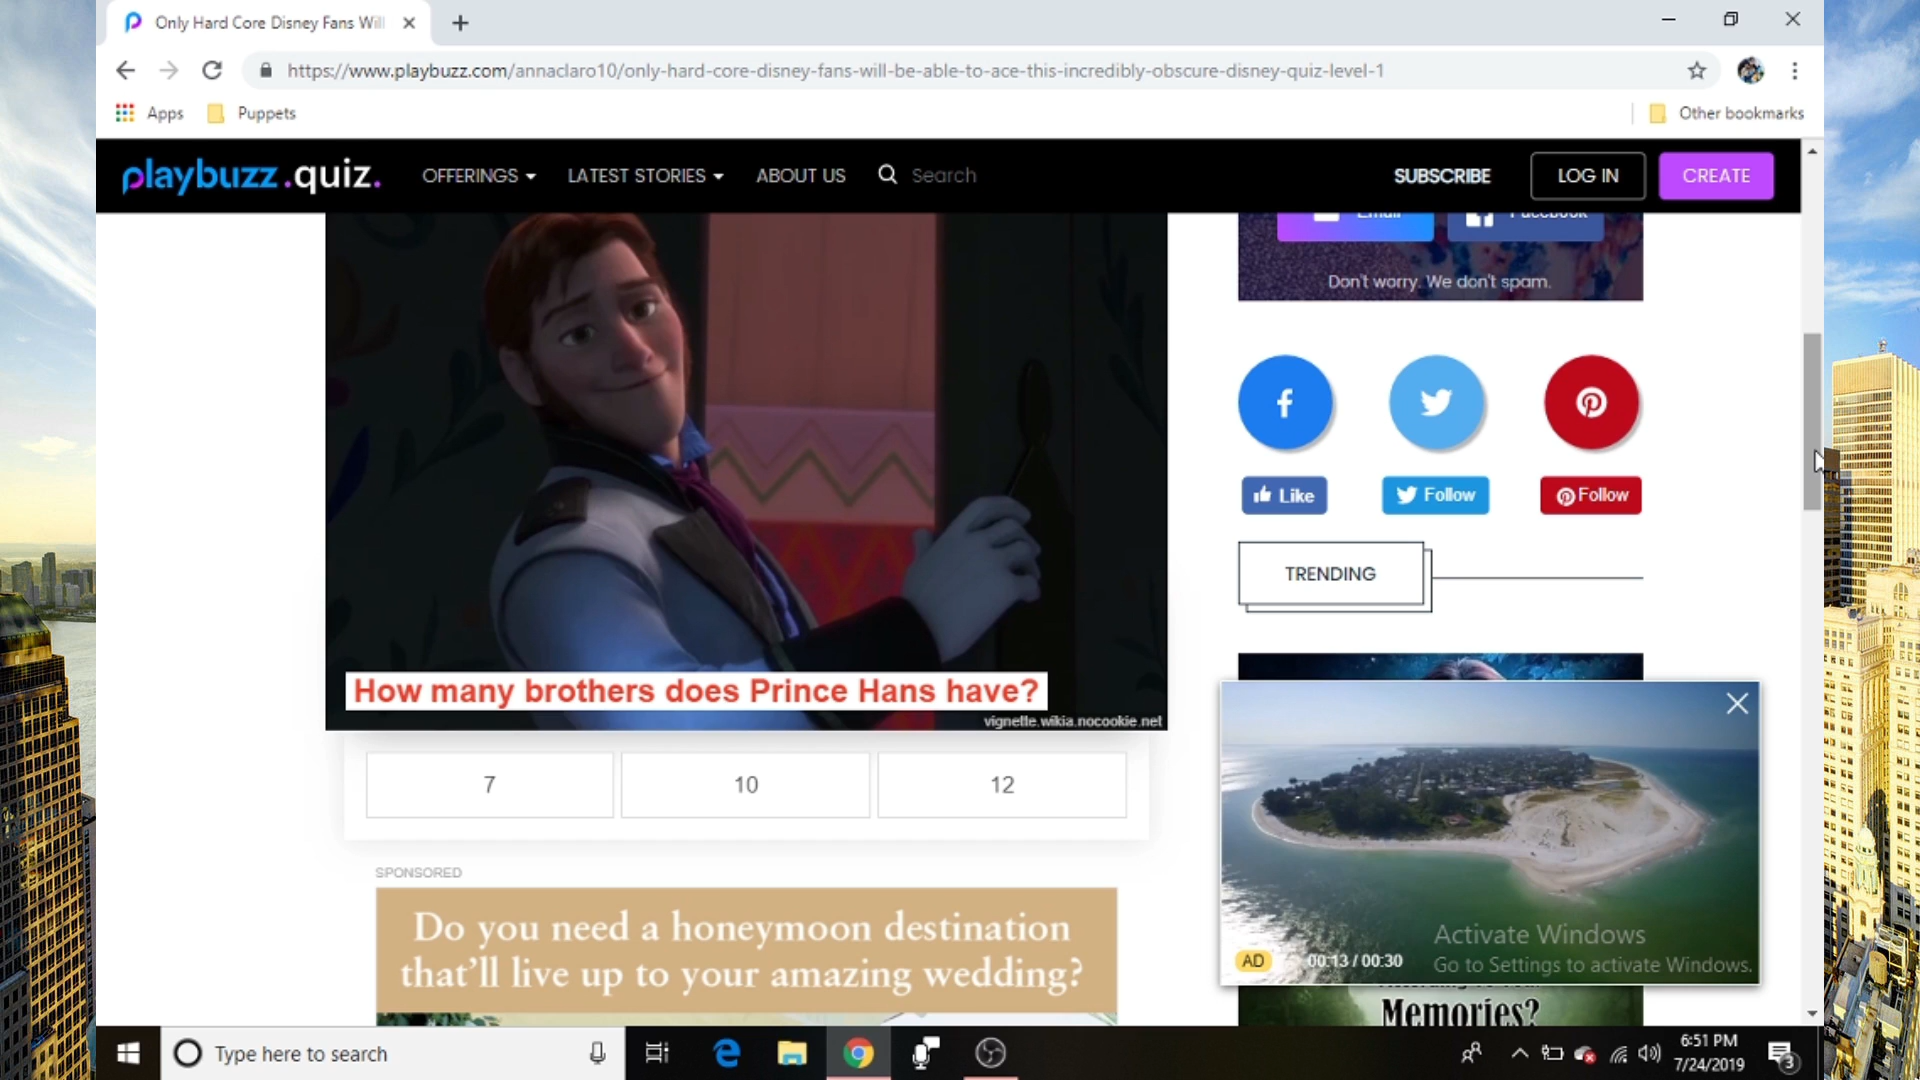 Only Hard Core Disney Fans Will
https://www.playbuzz.com/annaclaro10/only-hard-core-disney-fans-will-be-able-to-ace-this-incredibly-obscure-disney-quiz-level-1
Apps Puppets Other bookmarks
playbuzz.quiz. OFFERINGS LATEST STORIES ABOUT US Search SUBSCRIBE LOG IN CREATE
Email Facebook
Don't worry. We don't spam.
Like Follow Follow
TRENDING
How many brothers does Prince Hans have?
vignette.wikia.nocookie.net
7 10 12
SPONSORED
Do you need a honeymoon destination
that'll live up to your amazing wedding?
Activate Windows
AD 00:13 / 00:30
Go to Settings to activate Windows.
Memories?
Type here to search
6:51 PM
7/24/2019
3